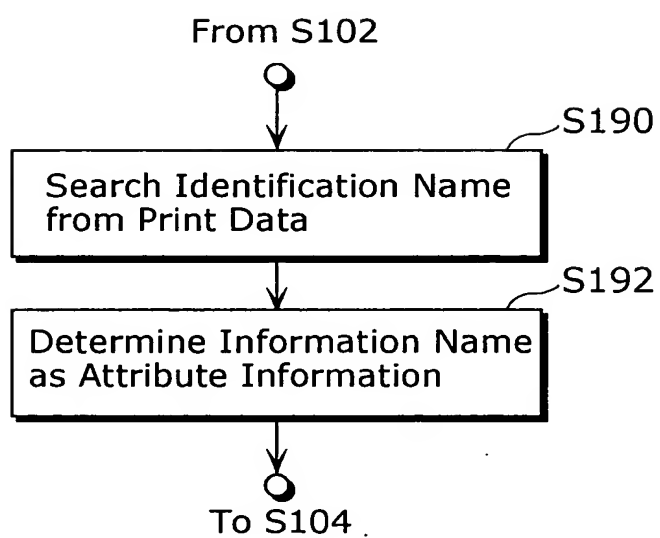 From S102
S190
Search Identification Name
from Print Data
S192
Determine Information Name
as Attribute Information
To S104